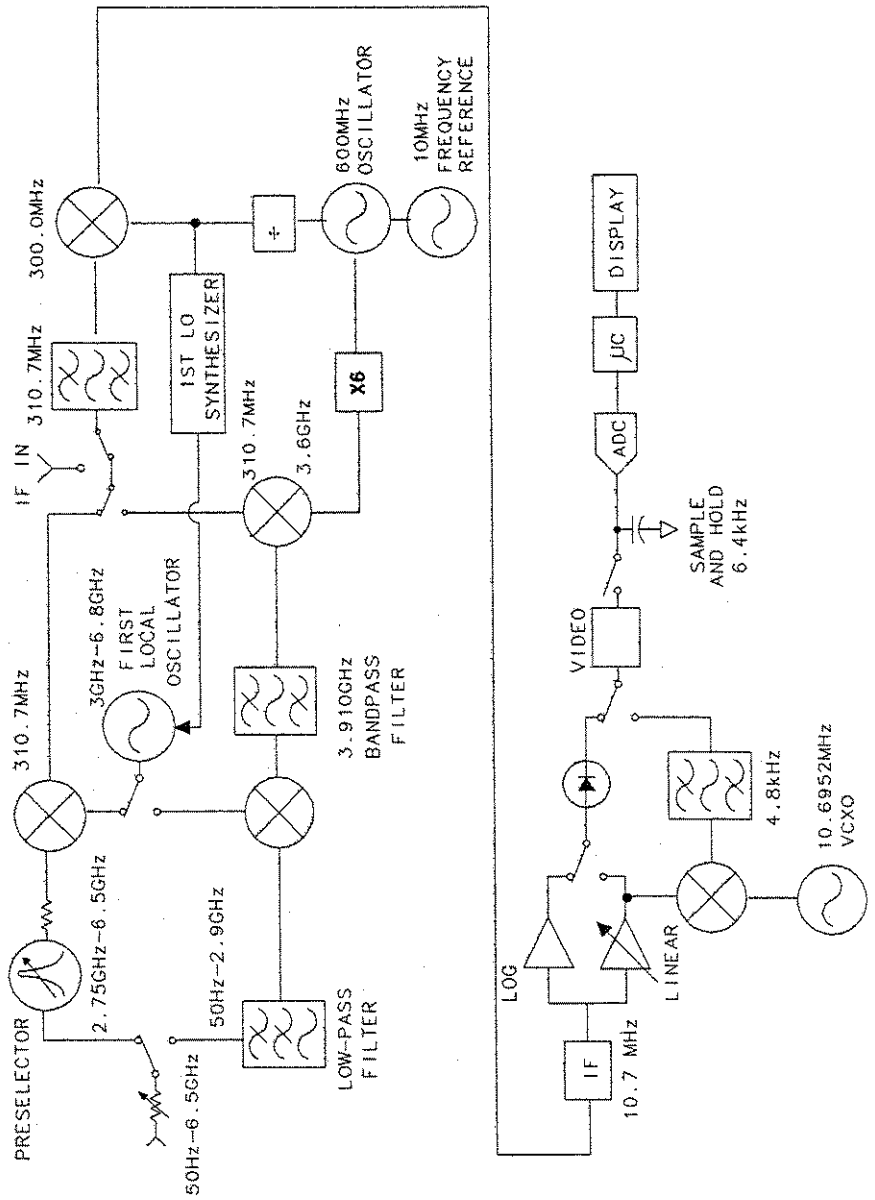 PRESELECTOR
2.75GHz-6.5GHz
50Hz-6.5GHz
50Hz-2.9GHz
LOW-PASS
FILTER
310.7MHz
3GHz-6.8GHz
FIRST
LOCAL
OSCILLATOR
3.910GHz
BANDPASS
FILTER
IF IN
310.7MHz
300.0MHz
1ST LO
SYNTHESIZER
310.7MHz
3.6GHz
X6
÷
600MHz
OSCILLATOR
10MHz
FREQUENCY
REFERENCE
IF
10.7 MHz
LOG
LINEAR
10.6952MHz
VCXO
4.8kHz
VIDEO
SAMPLE
AND HOLD
6.4kHz
ADC
µC
DISPLAY